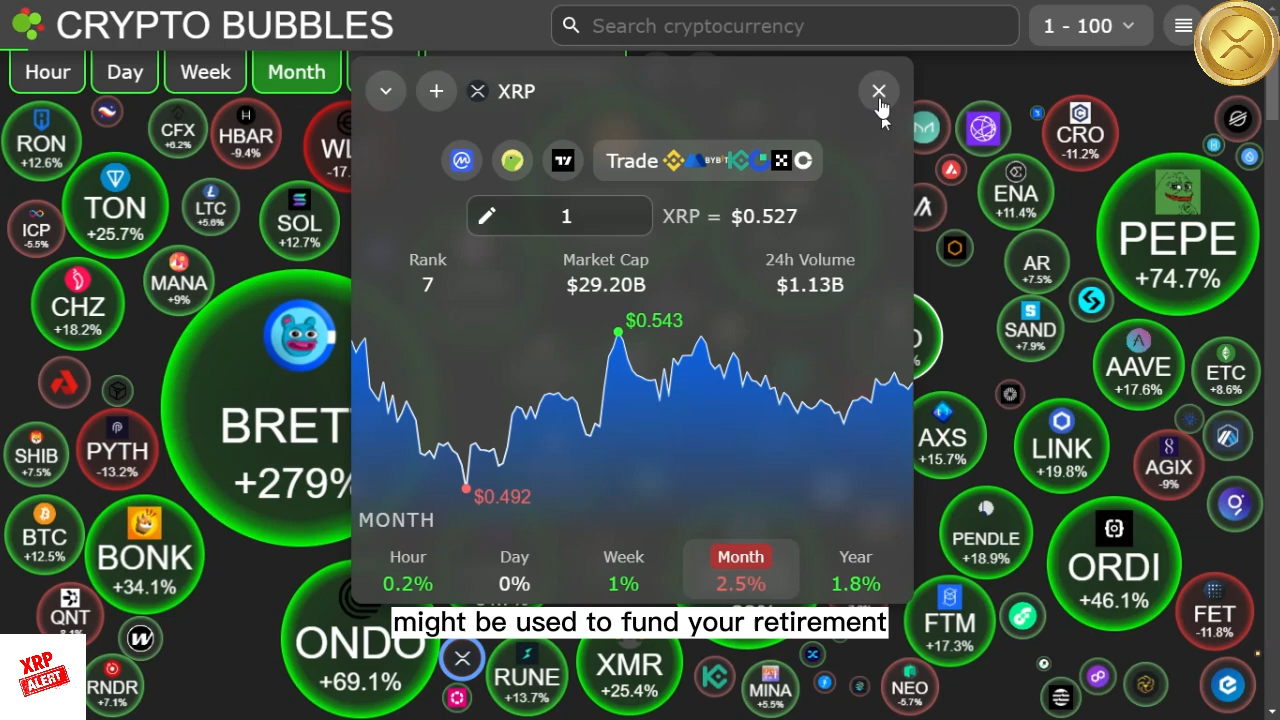 CRYPTO BUBBLES
Search cryptocurrency
1 - 100
Hour
Day
Week
Month
XRP
Trade
BYBIT
1
XRP = $0.527
Rank
Market Cap
24h Volume
7
$29.20B
$1.13B
$0.543
$0.492
MONTH
Hour
Day
Week
Month
Year
0.2%
0%
1%
2.5%
1.8%
might be used to fund your retirement
RON
+12.6%
CFX
+6.2%
HBAR
-9.4%
TON
+25.7%
LTC
+5.6%
SOL
+12.7%
ICP
-5.5%
CHZ
+18.2%
MANA
+9%
BRET
+279%
SHIB
+7.5%
PYTH
-13.2%
BTC
+12.5%
BONK
+34.1%
QNT
ONDO
+69.1%
RNDR
+7.1%
XRP
ALERT
RUNE
+13.7%
XMR
+25.4%
MINA
+5.5%
NEO
-5.7%
CRO
-11.2%
ENA
+11.4%
PEPE
+74.7%
AR
+7.5%
SAND
+7.9%
AAVE
+17.6%
ETC
+8.6%
AXS
+15.7%
LINK
+19.8%
AGIX
-9%
PENDLE
+18.9%
ORDI
+46.1%
FTM
+17.3%
FET
-11.8%